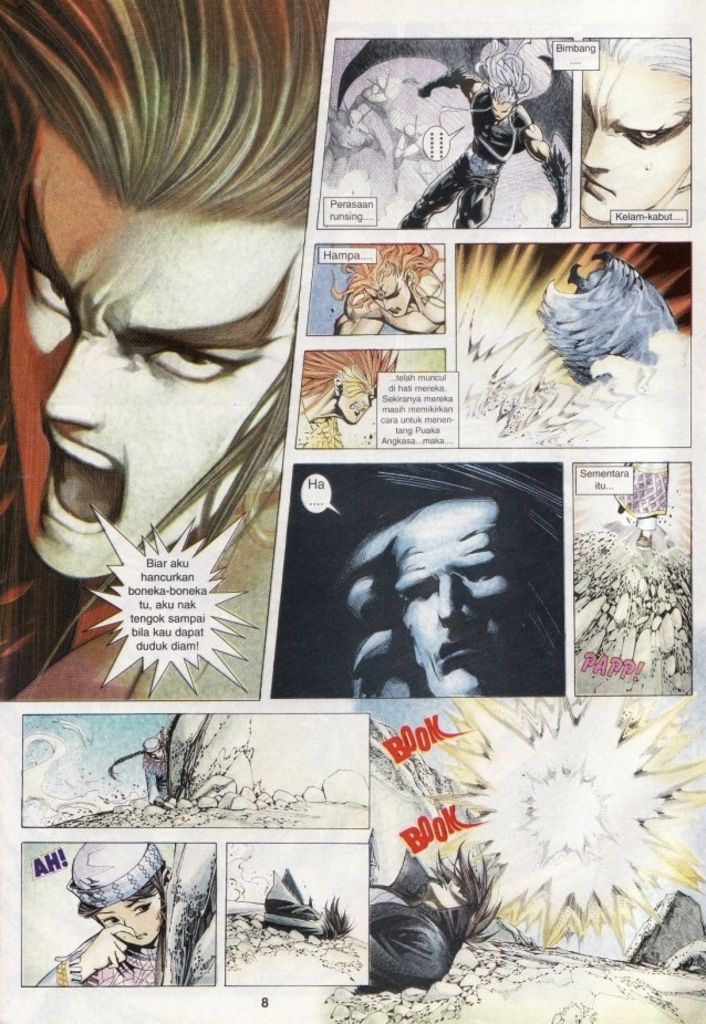 Biar aku
hancurkan
boneka-boneka
tu, aku nak
tengok sampai
bila kau dapat
duduk diam!
Perasaan
runsing....
Bimbang
....
Kelam-kabut....
Hampa....
...telah muncul
di hati mereka.
Sekiranya mereka
masih memikirkan
cara untuk menen-
tang Puaka
Angkasa...maka....
Ha
....
Sementara
itu...
PAPP!
BOOK
BOOK
AH!
8